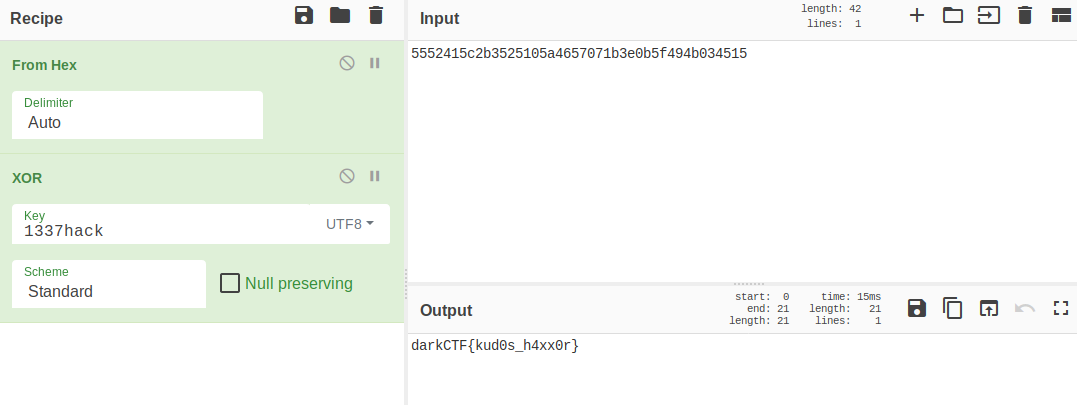 Recipe
From Hex
Delimiter
Auto
XOR
Key
1337hack
UTF8
Scheme
Standard
Null preserving
Input
length: 42
lines: 1
5552415c2b3525105a4657071b3e0b5f494b034515
Output
start: 0
end: 21
length: 21
time: 15ms
length: 21
lines: 1
darkCTF{kud0s_h4xx0r}